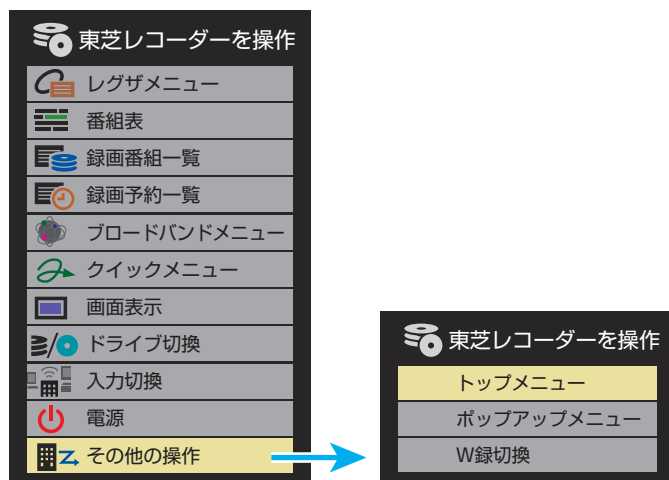 東芝レコーダーを操作
レグザメニュー
番組表
録画番組一覧
録画予約一覧
ブロードバンドメニュー
クイックメニュー
画面表示
ドライブ切換
入力切換
電源
その他の操作
東芝レコーダーを操作
トップメニュー
ポップアップメニュー
W録切換